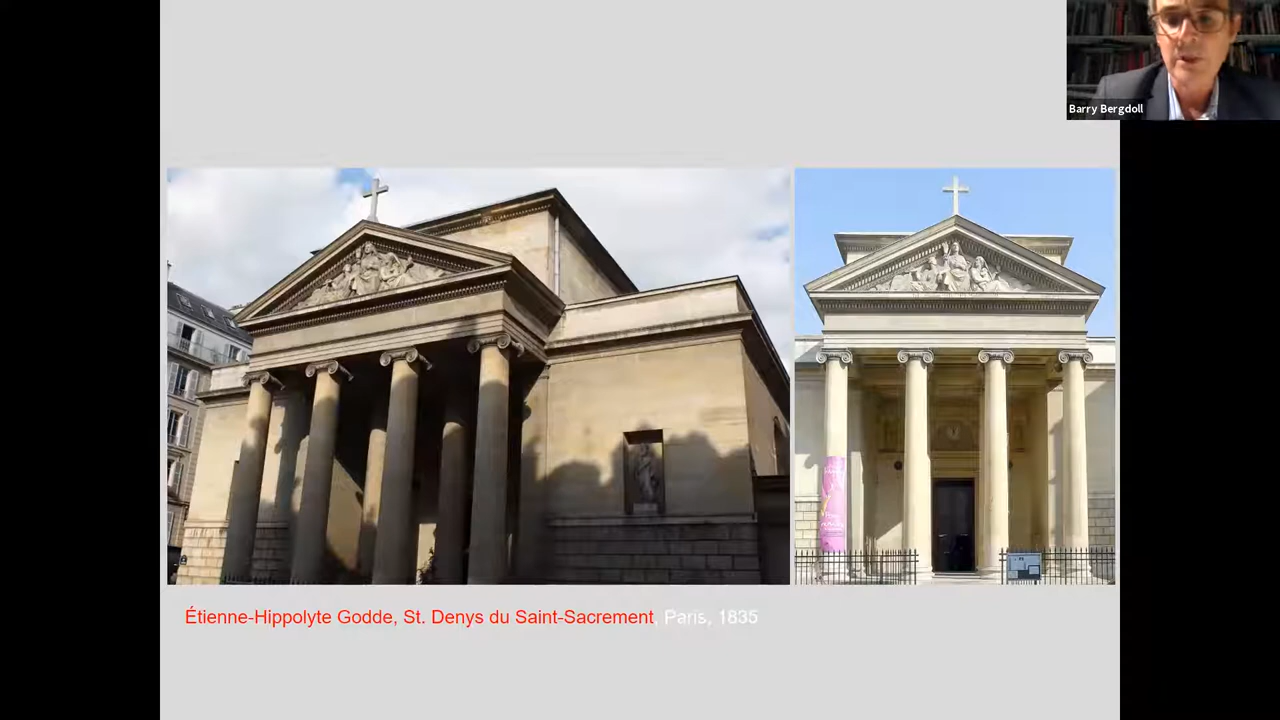 Barry Bergdoll
Étienne-Hippolyte Godde, St. Denys du Saint-Sacrement, Paris, 1835